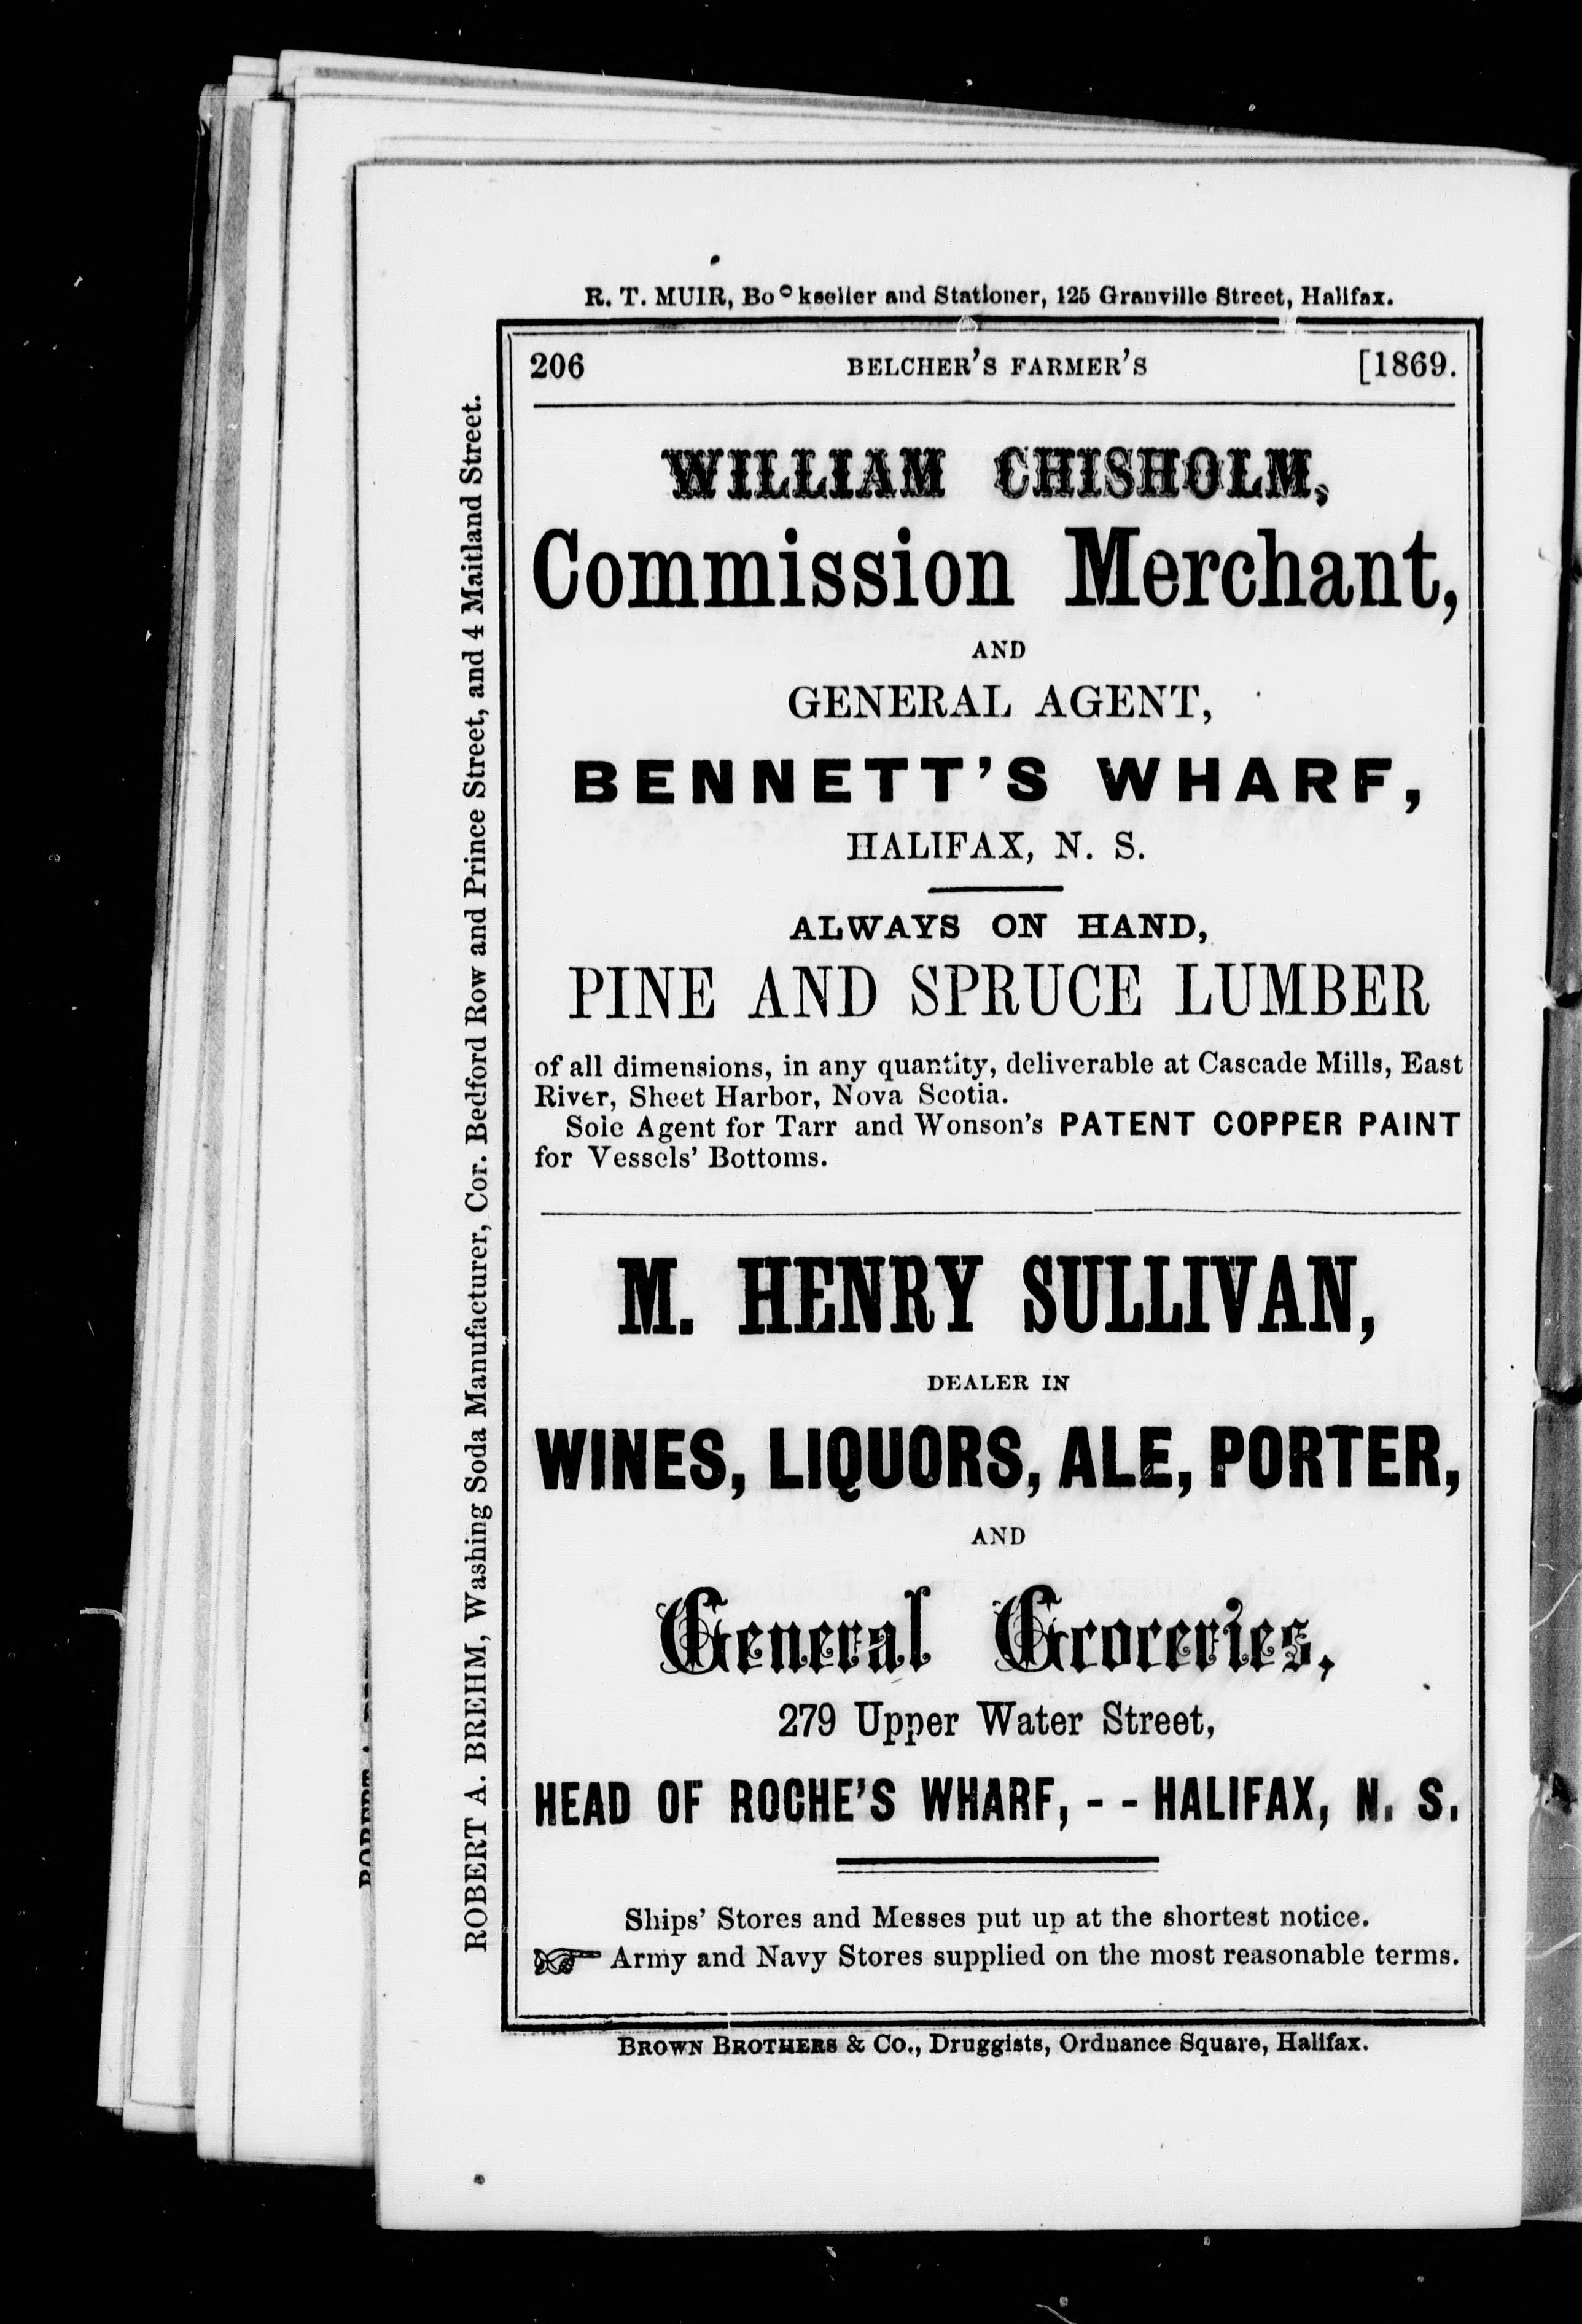 R. T. MUIR, Bookseller and Stationer, 125 Granville Street, Halifax.
206 BELCHER'S FARMER'S [1869.
WILLIAM CHISHOLM,
Commission Merchant,
AND
GENERAL AGENT,
BENNETT'S WHARF,
HALIFAX, N. S.
ALWAYS ON HAND,
PINE AND SPRUCE LUMBER
of all dimensions, in any quantity, deliverable at Cascade Mills, East
River, Sheet Harbor, Nova Scotia.
Sole Agent for Tarr and Wonson's PATENT COPPER PAINT
for Vessels' Bottoms.
M. HENRY SULLIVAN,
DEALER IN
WINES, LIQUORS, ALE, PORTER,
AND
General Groceries,
279 Upper Water Street,
HEAD OF ROCHE'S WHARF, - - HALIFAX, N. S.
Ships' Stores and Messes put up at the shortest notice.
☞ Army and Navy Stores supplied on the most reasonable terms.
BROWN BROTHERS & CO., Druggists, Ordnance Square, Halifax.
ROBERT A. BREHM, Washing Soda Manufacturer, Cor. Bedford Row and Prince Street, and 4 Maitland Street.